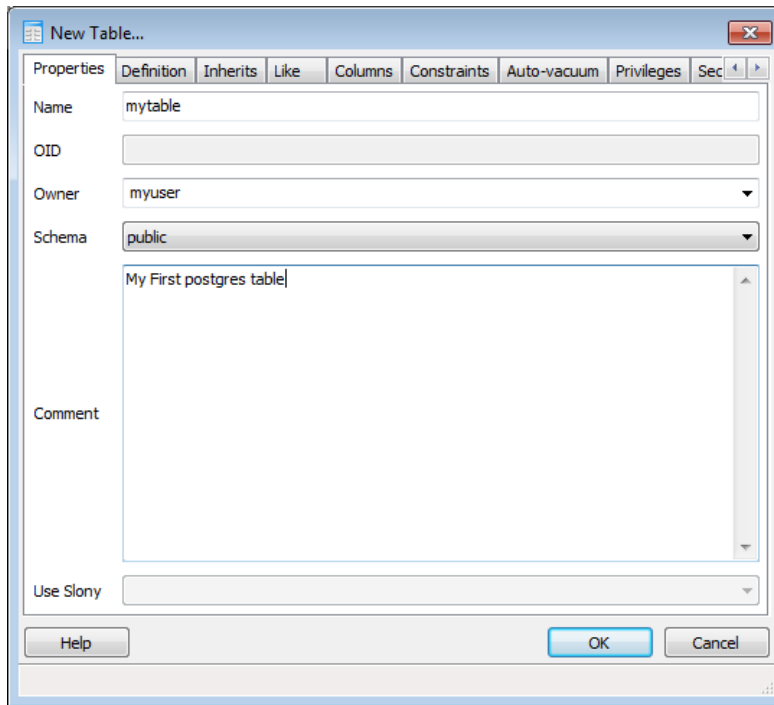 New Table...
Properties Definition Inherits Like Columns Constraints Auto-vacuum Privileges Sec
Name mytable
OID
Owner myuser
Schema public
My First postgres table
Comment
Use Slony
Help OK Cancel